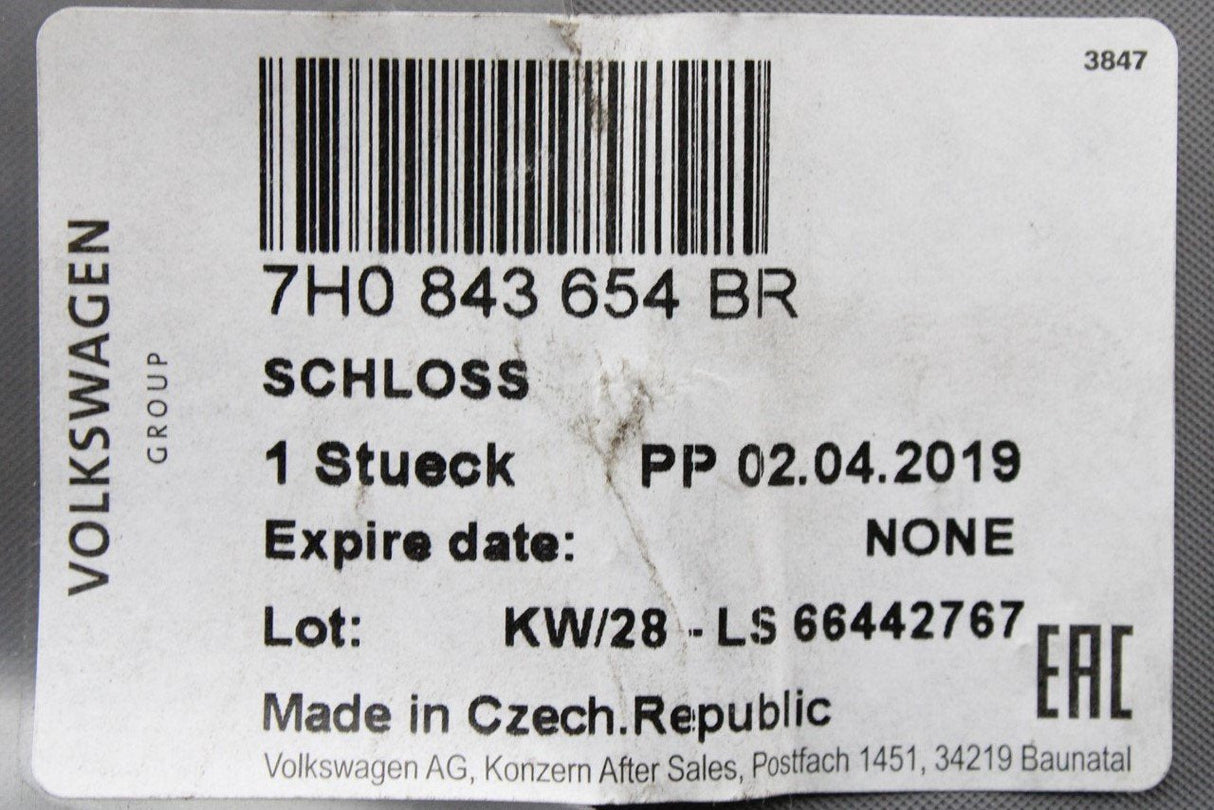 3847
VOLKSWAGEN
GROUP
7H0 843 654 BR
SCHLOSS
1 Stueck PP 02.04.2019
Expire date: NONE
Lot: KW/28 - LS 66442767
EAC
Made in Czech.Republic
Volkswagen AG, Konzern After Sales, Postfach 1451, 34219 Baunatal